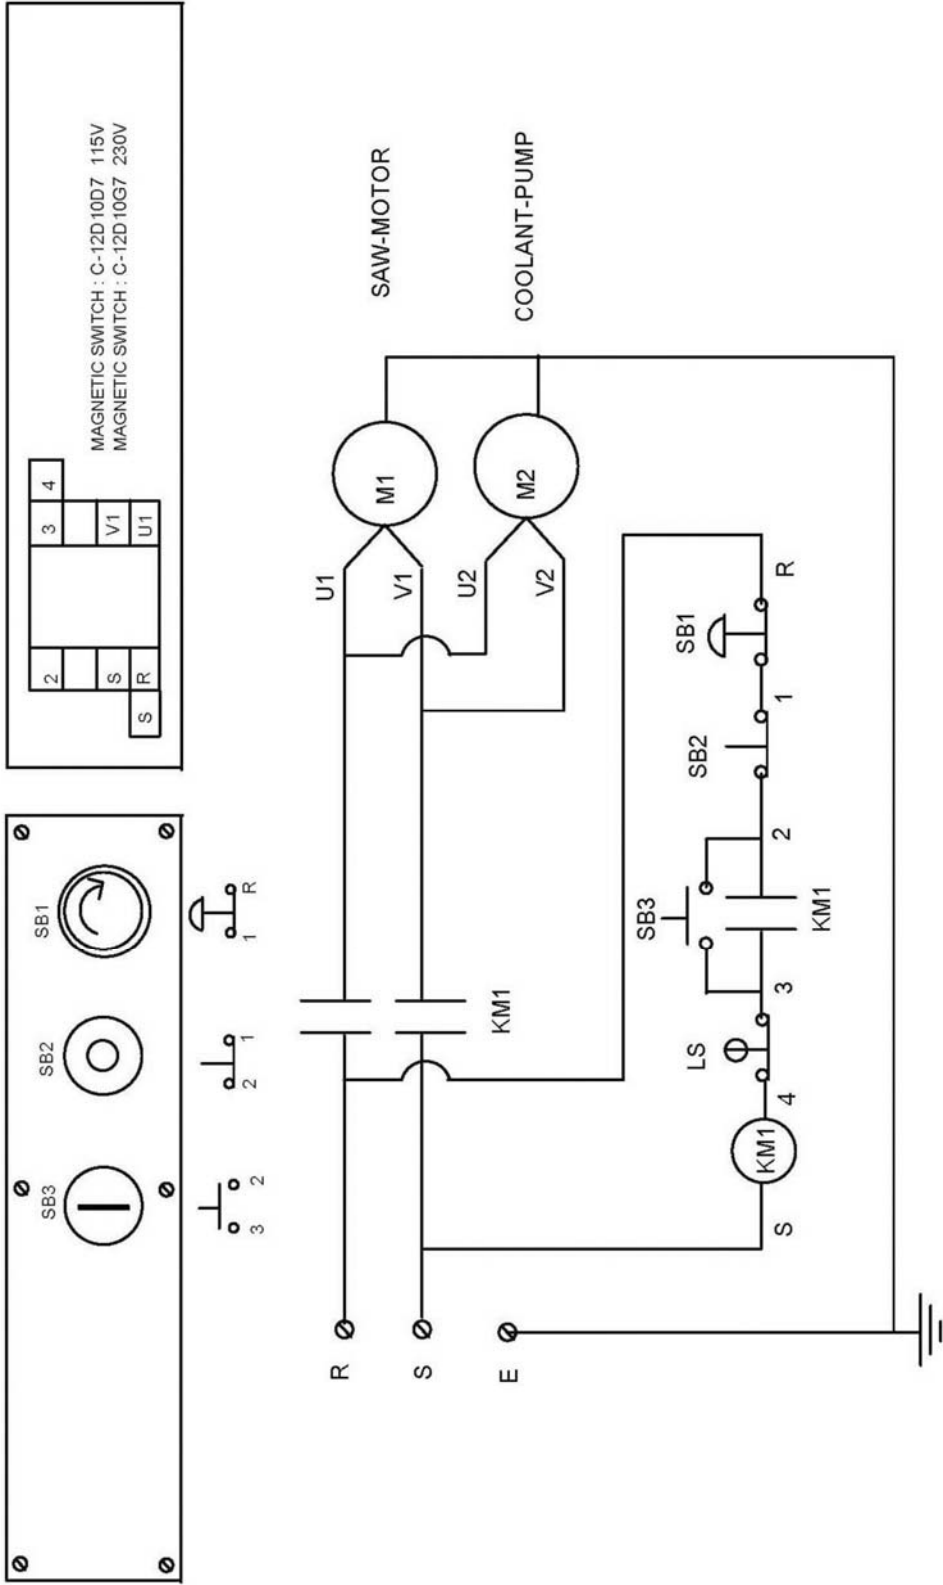 SB3
SB2
SB1
3
2
2
1
1
R
S
2
S
R
3
4
V1
U1
MAGNETIC SWITCH : C-12D10D7 115V
MAGNETIC SWITCH : C-12D10G7 230V
R
S
E
KM1
U1
V1
U2
V2
M1
M2
SAW-MOTOR
COOLANT-PUMP
S
KM1
4
LS
3
SB3
KM1
2
SB2
1
SB1
R